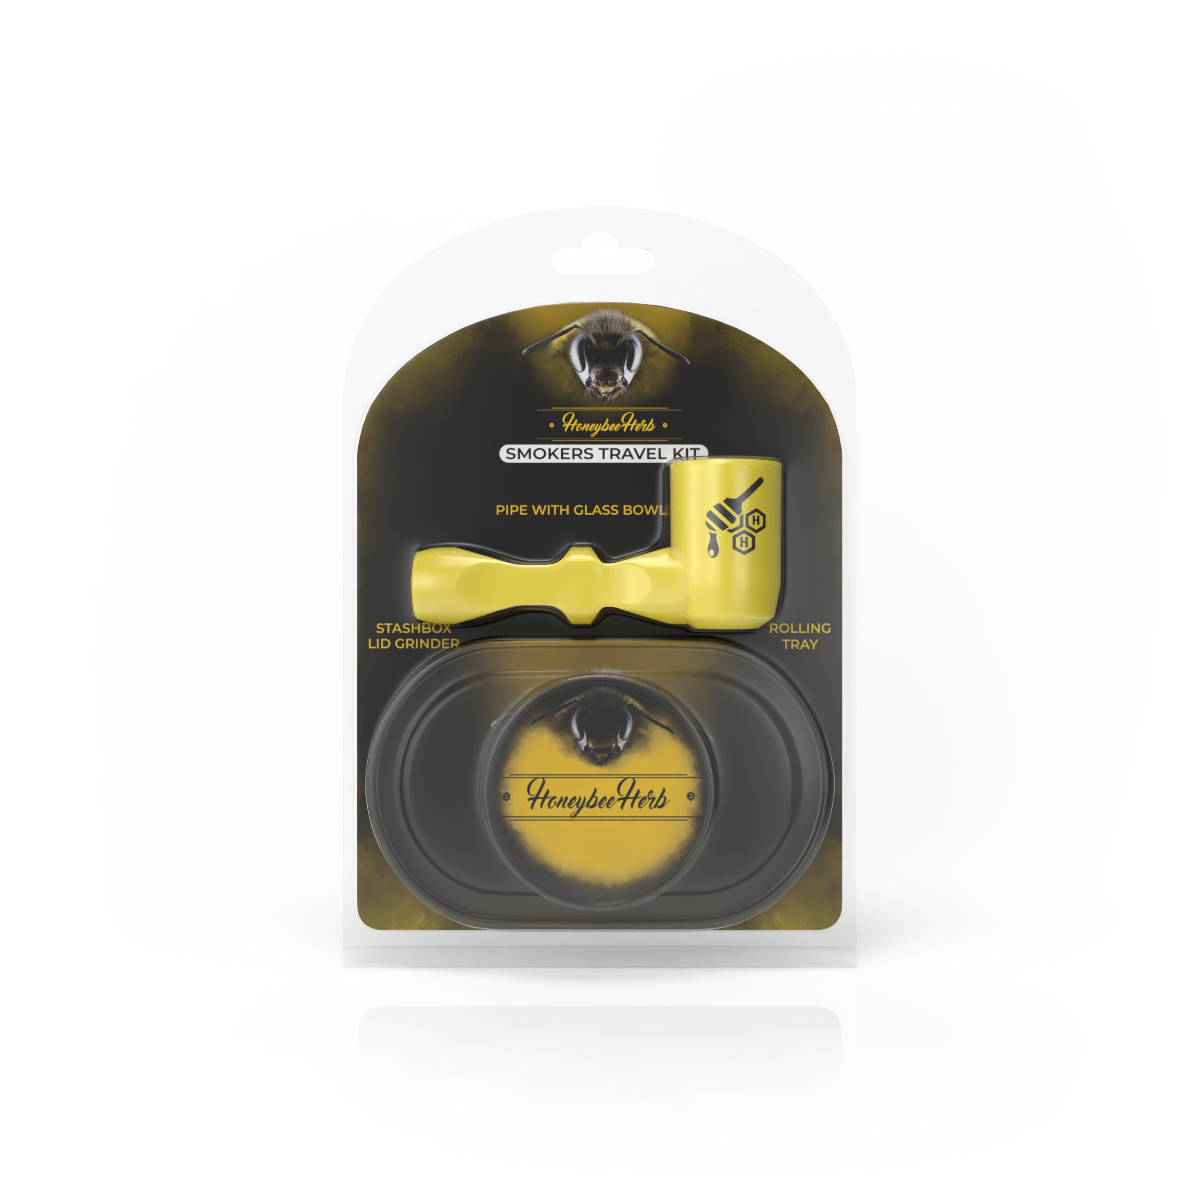 HoneybeeHerb
SMOKERS TRAVEL KIT
PIPE WITH GLASS BOWL
H
H
STASHBOX
LID GRINDER
ROLLING
TRAY
HoneybeeHerb